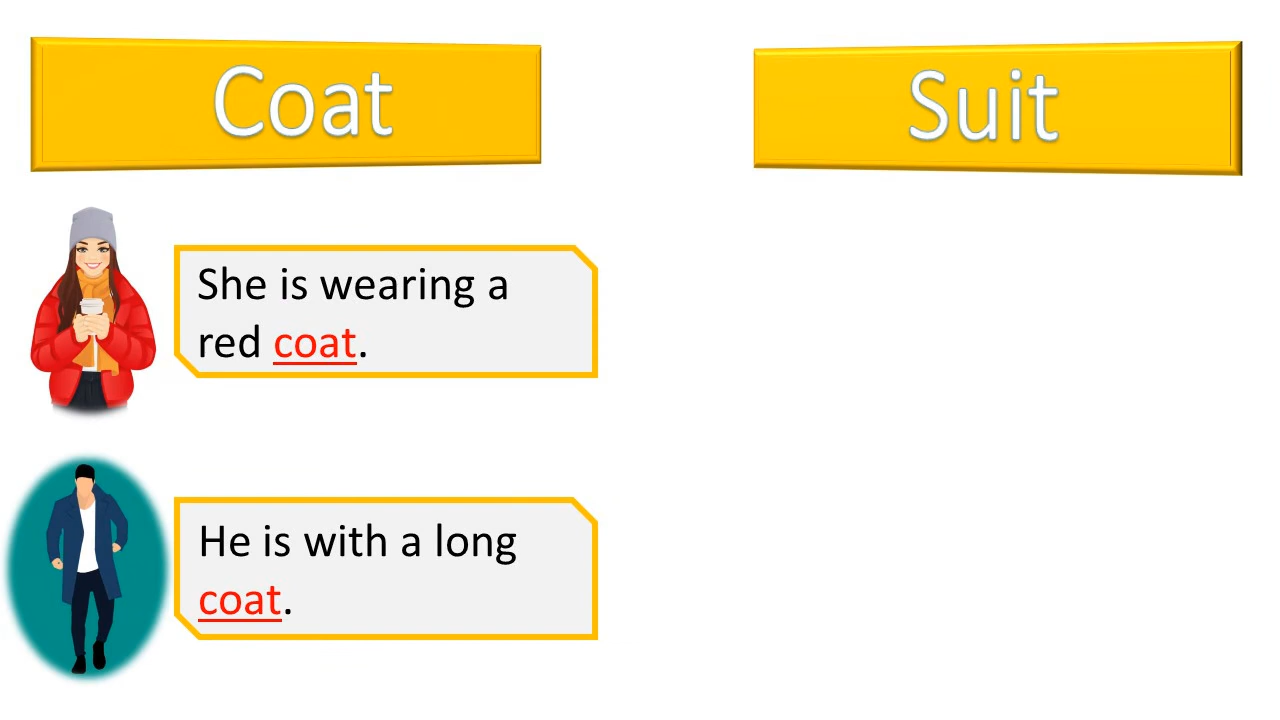 Coat
Suit
She is wearing a
red coat.
He is with a long
coat.